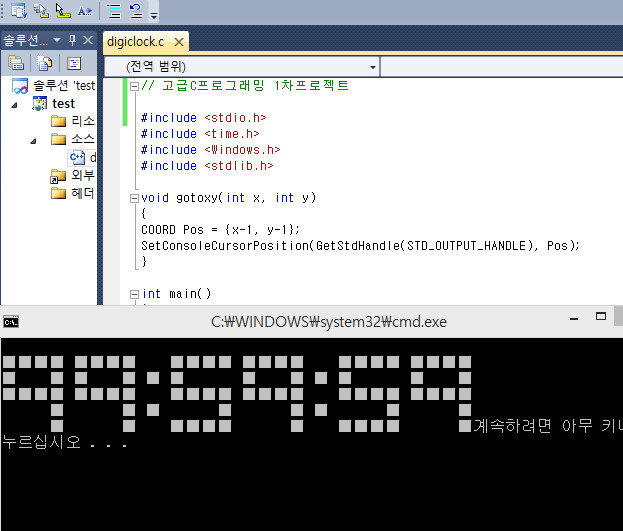 솔루션...
digiclock.c
(전역 범위)
솔루션 'test
test
리소
소스
d
외부
헤더
// 고급C프로그래밍 1차프로젝트
#include <stdio.h>
#include <time.h>
#include <Windows.h>
#include <stdlib.h>
void gotoxy(int x, int y)
{
COORD Pos = {x-1, y-1};
SetConsoleCursorPosition(GetStdHandle(STD_OUTPUT_HANDLE), Pos);
}
int main()
C:\WINDOWS\system32\cmd.exe
99:59:59
계속하려면 아무 키
누르십시오 . . .